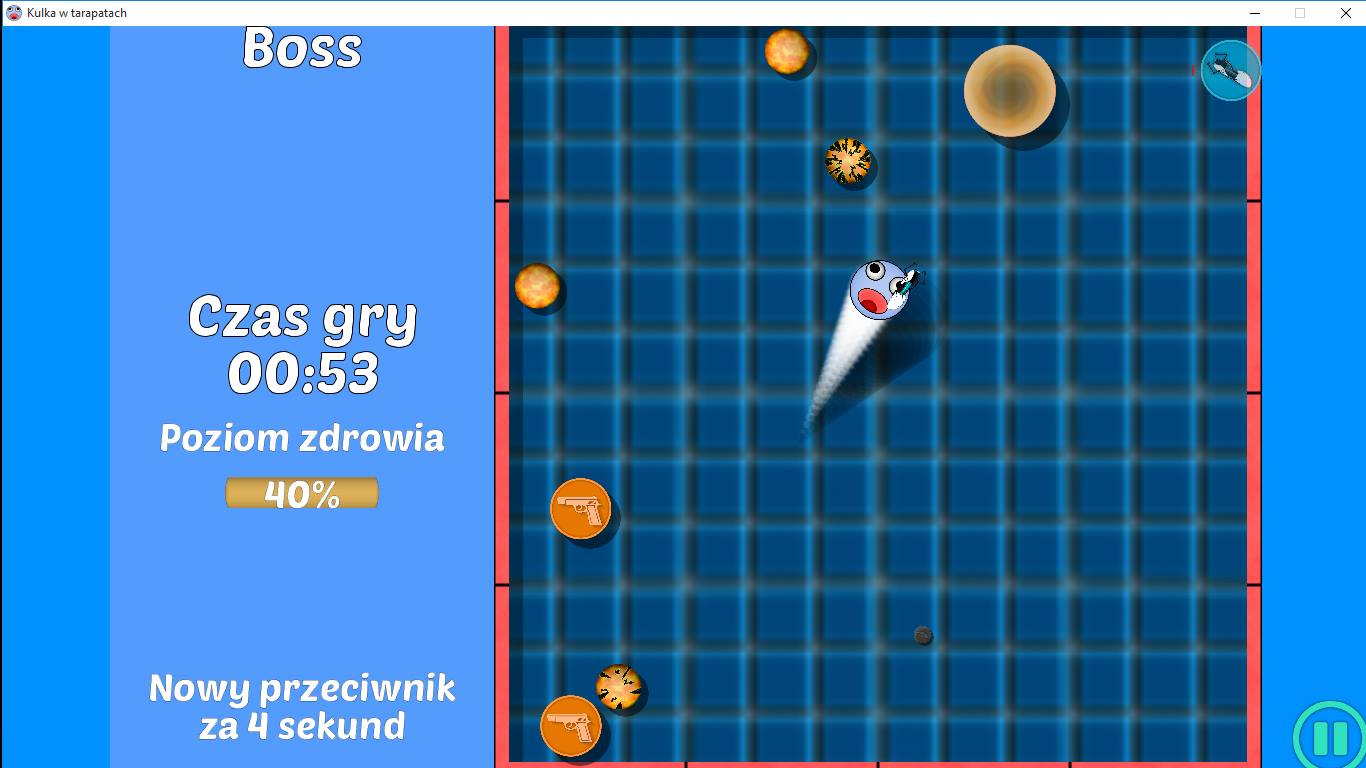 Kulka w tarapatach
Boss
Czas gry
00:53
Poziom zdrowia
40%
Nowy przeciwnik
za 4 sekund